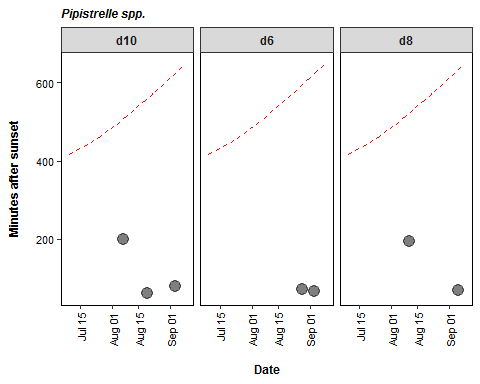 Pipistrelle spp.
d10 d6 d8
Minutes after sunset
600
400
200
Jul 15 Aug 01 Aug 15 Sep 01 Jul 15 Aug 01 Aug 15 Sep 01 Jul 15 Aug 01 Aug 15 Sep 01
Date